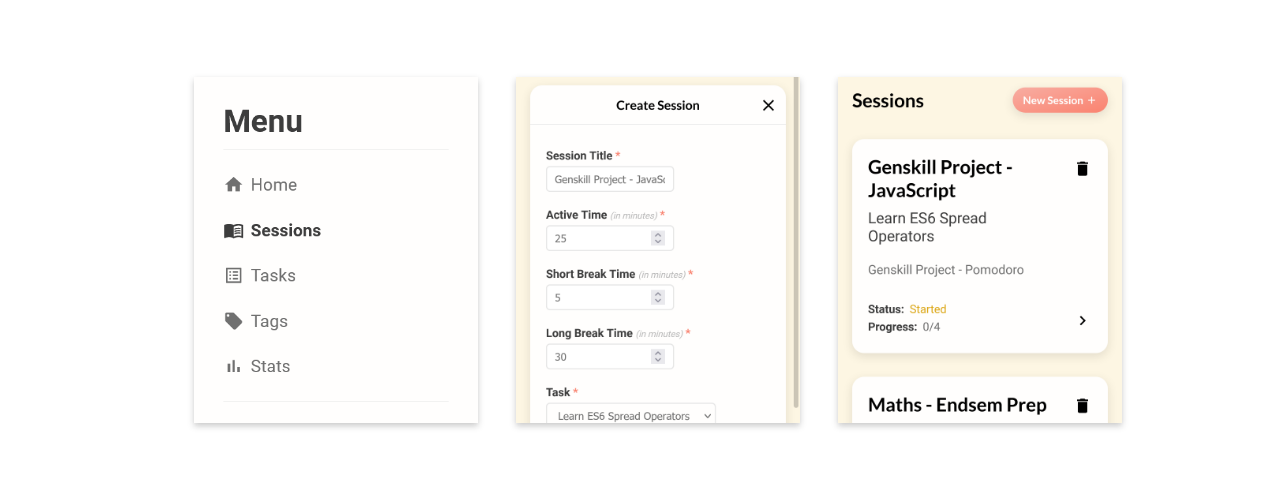 Menu
Home
Sessions
Tasks
Tags
Stats
Create Session
Session Title *
Genskill Project - JavaSc
Active Time (in minutes) *
25
Short Break Time (in minutes) *
5
Long Break Time (in minutes) *
30
Task *
Learn ES6 Spread Operators
Sessions
New Session +
Genskill Project -
JavaScript
Learn ES6 Spread
Operators
Genskill Project - Pomodoro
Status: Started
Progress: 0/4
Maths - Endsem Prep